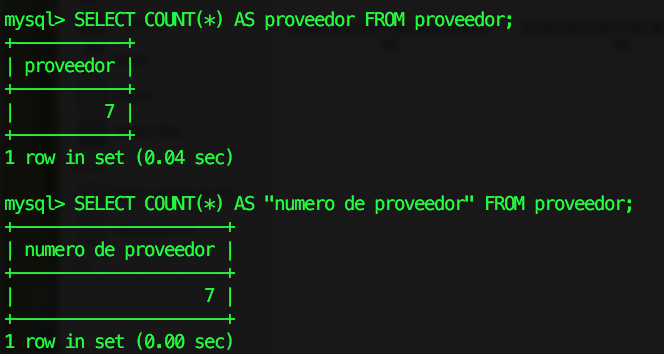 mysql> SELECT COUNT(*) AS proveedor FROM proveedor;
+-----------+
| proveedor |
+-----------+
|         7 |
+-----------+
1 row in set (0.04 sec)
mysql> SELECT COUNT(*) AS "numero de proveedor" FROM proveedor;
+---------------------+
| numero de proveedor |
+---------------------+
|                   7 |
+---------------------+
1 row in set (0.00 sec)